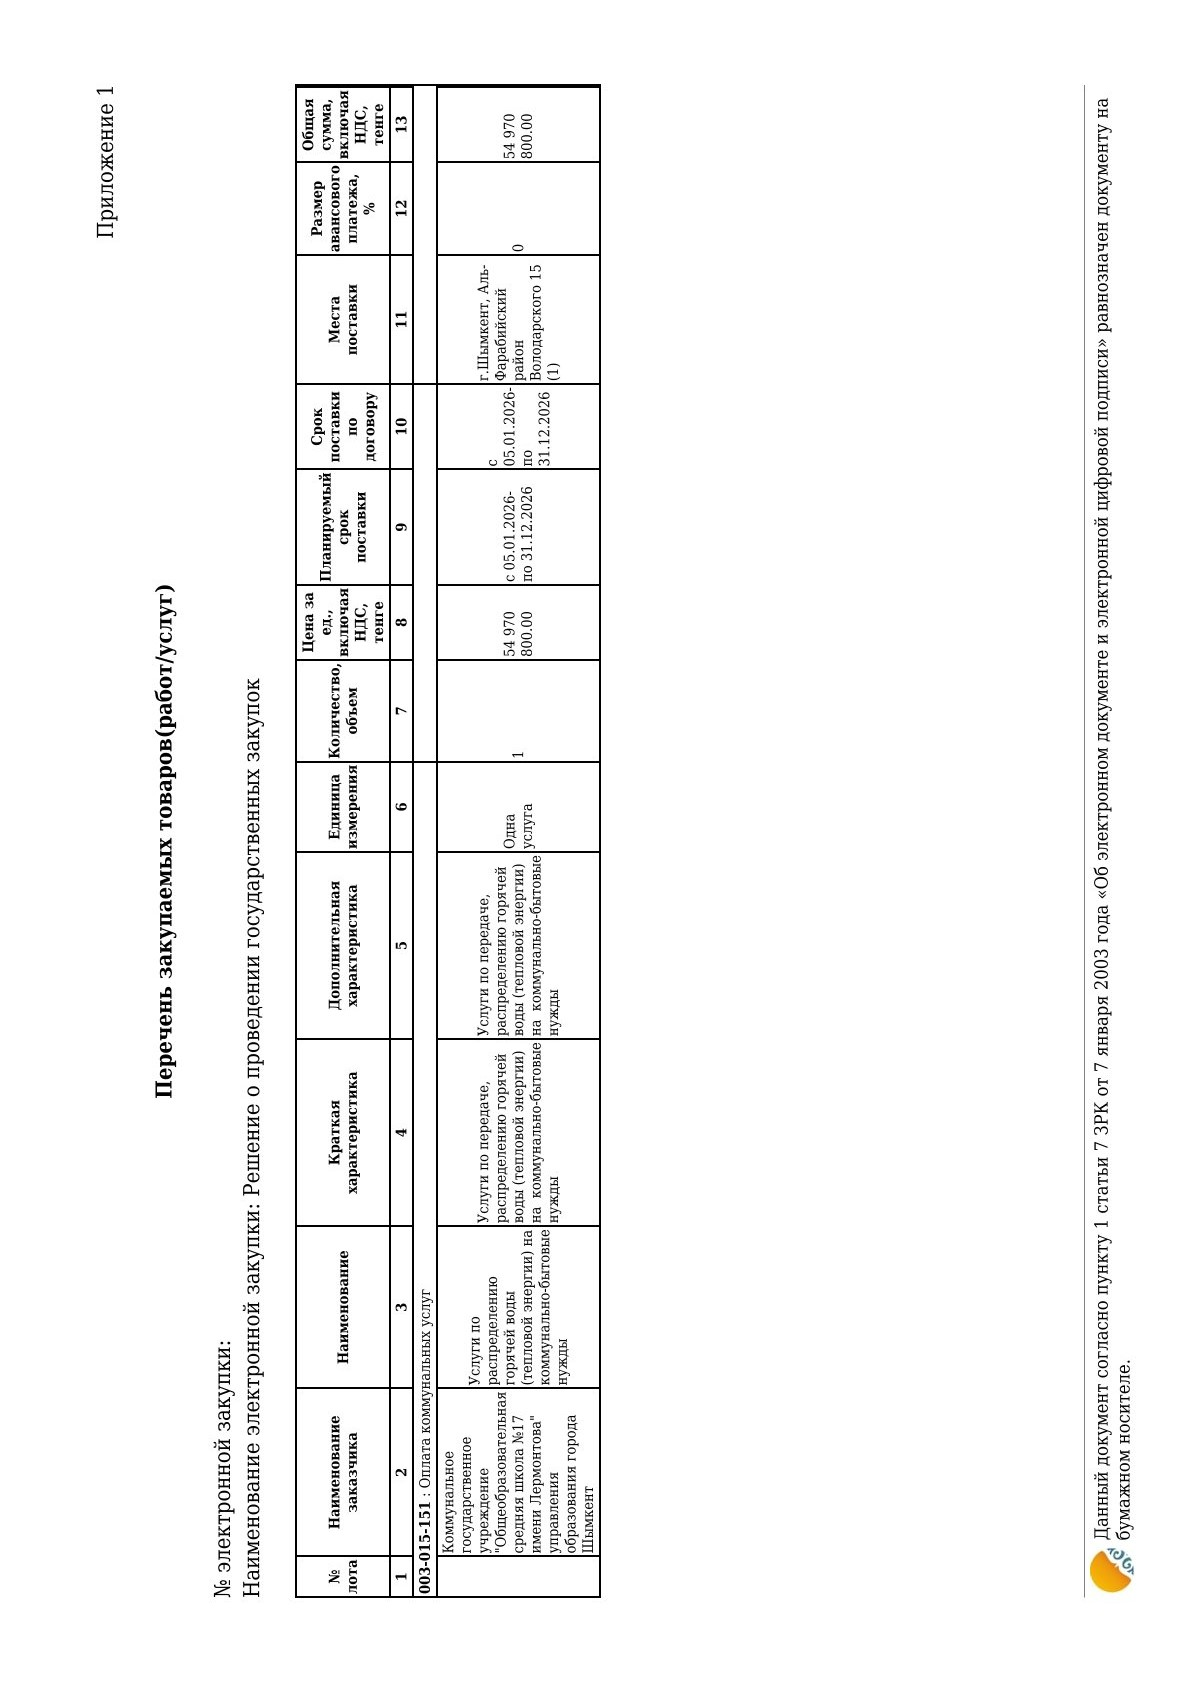 Приложение 1
Перечень закупаемых товаров(работ/услуг)
№ электронной закупки:
Наименование электронной закупки: Решение о проведении государственных закупок
№
лота
Наименование
заказчика
Наименование
Краткая
характеристика
Дополнительная
характеристика
Единица
измерения
Количество,
объем
Цена за
ед.,
включая
НДС,
тенге
Планируемый
срок
поставки
Срок
поставки
по
договору
Места
поставки
Размер
авансового
платежа,
%
Общая
сумма,
включая
НДС,
тенге
1 2 3 4 5 6 7 8 9 10 11 12 13
003-015-151 : Оплата коммунальных услуг
Коммунальное
государственное
учреждение
"Общеобразовательная
средняя школа №17
имени Лермонтова"
управления
образования города
Шымкент
Услуги по
распределению
горячей воды
(тепловой энергии) на
коммунально-бытовые
нужды
Услуги по передаче,
распределению горячей
воды (тепловой энергии)
на коммунально-бытовые
нужды
Услуги по передаче,
распределению горячей
воды (тепловой энергии)
на коммунально-бытовые
нужды
Одна
услуга
1
54 970
800.00
с 05.01.2026-
по 31.12.2026
с
05.01.2026-
по
31.12.2026
г.Шымкент, Аль-
Фарабийский
район
Володарского 15
(1)
0
54 970
800.00
Данный документ согласно пункту 1 статьи 7 ЗРК от 7 января 2003 года «Об электронном документе и электронной цифровой подписи» равнозначен документу на
бумажном носителе.